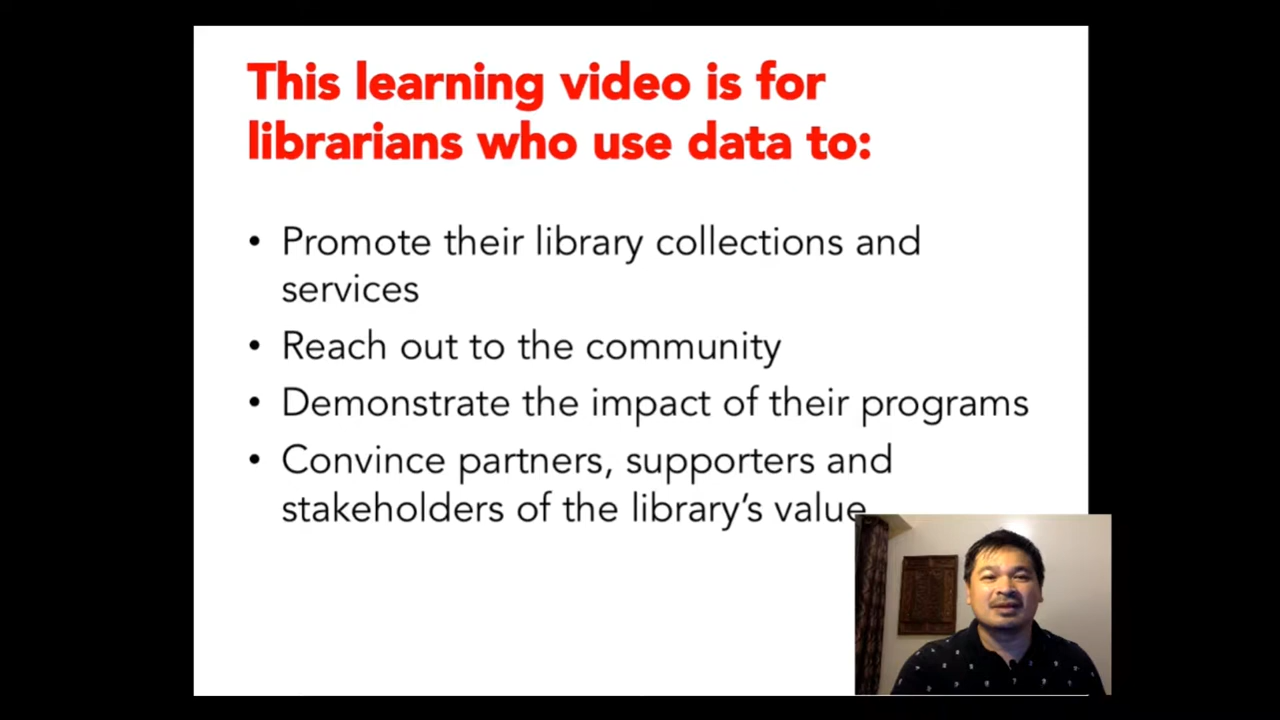 This learning video is for
librarians who use data to:
• Promote their library collections and
services
• Reach out to the community
• Demonstrate the impact of their programs
• Convince partners, supporters and
stakeholders of the library’s value